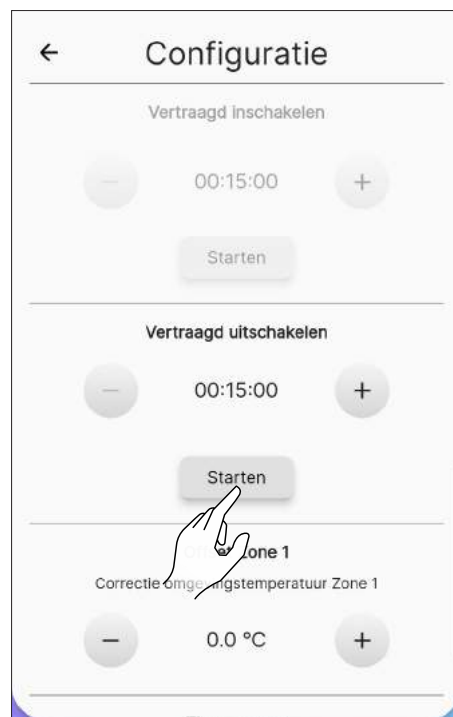 ← Configuratie
Vertraagd inschakelen
− 00:15:00 +
Starten
Vertraagd uitschakelen
− 00:15:00 +
Starten
Zone 1
Correctie Zone 1
− 0.0 °C +